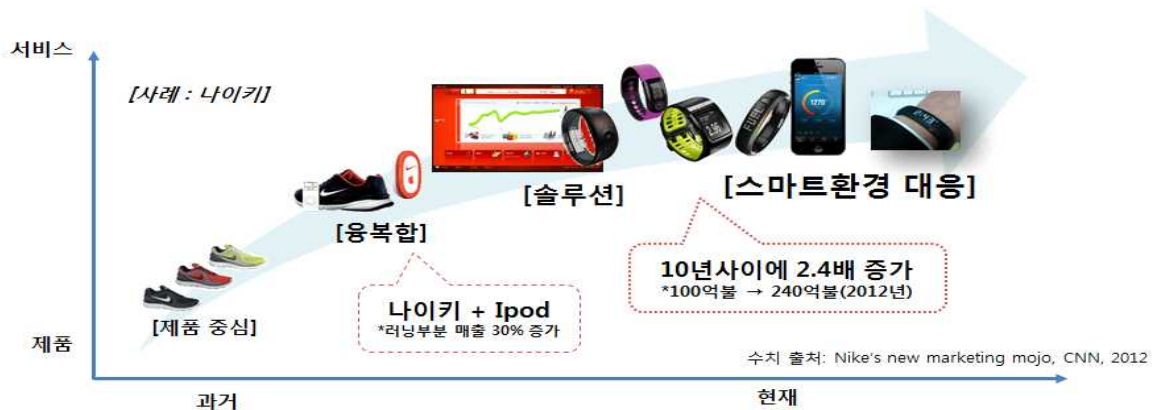 서비스
[사례 : 나이키]
[솔루션]
[스마트환경 대응]
[융복합]
10년사이에 2.4배 증가
*100억불 → 240억불(2012년)
나이키 + Ipod
*러닝부분 매출 30% 증가
[제품 중심]
제품
수치 출처: Nike's new marketing mojo, CNN, 2012
과거
현재